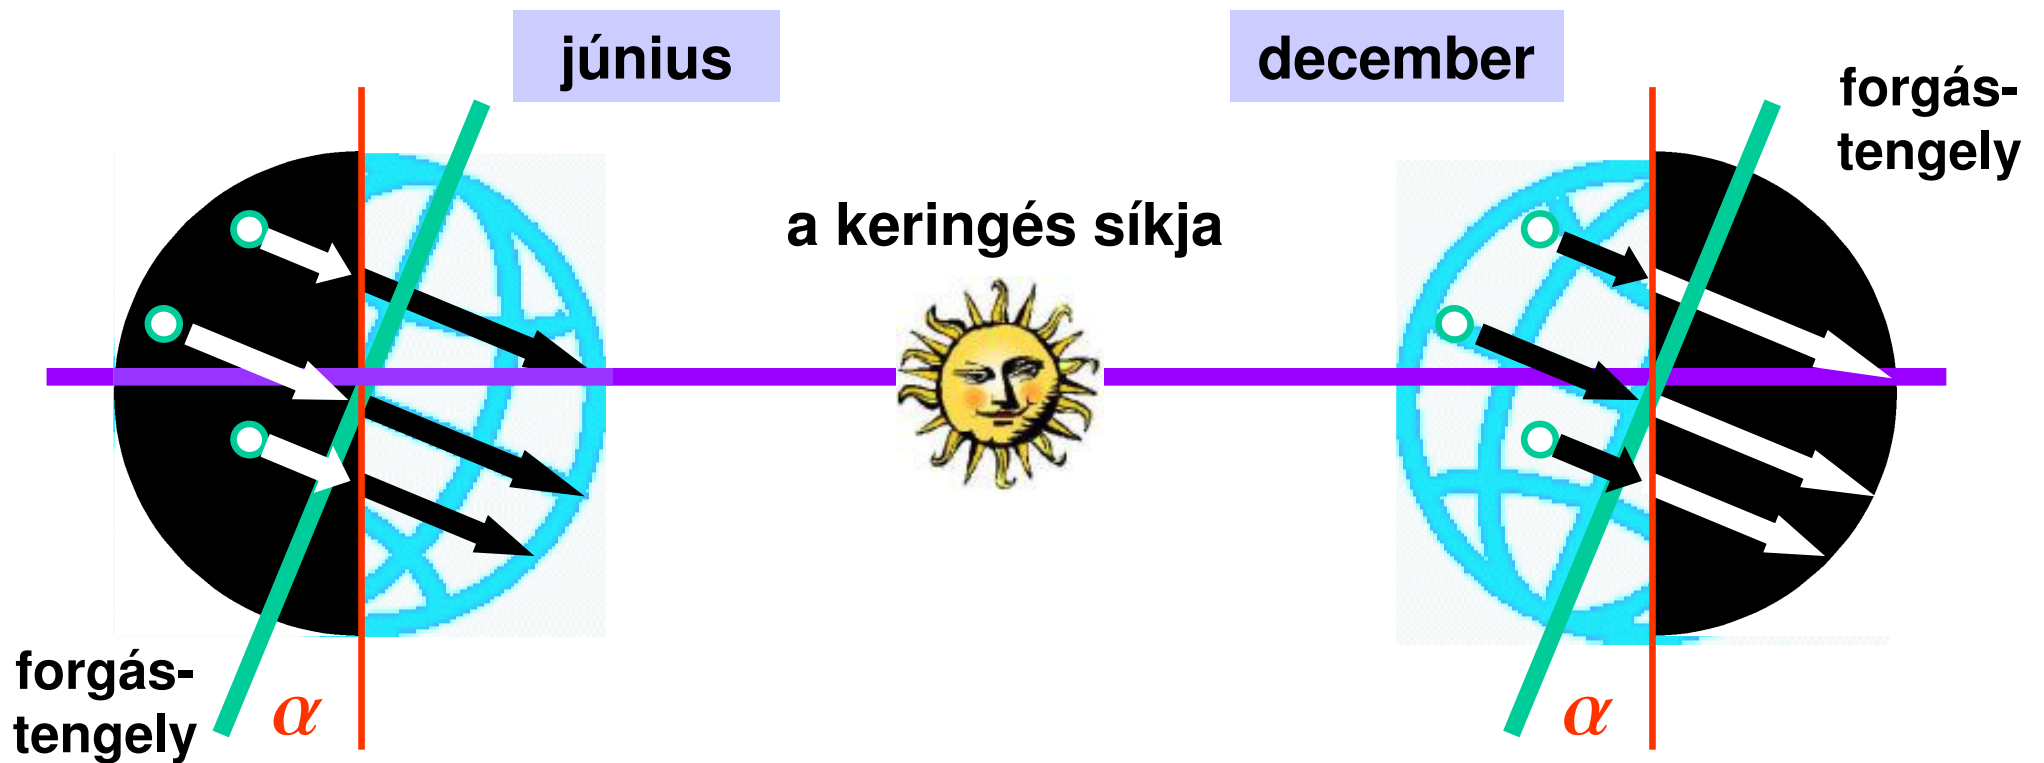 június
december
forgás-
tengely
a keringés síkja
forgás-
tengely
α
α